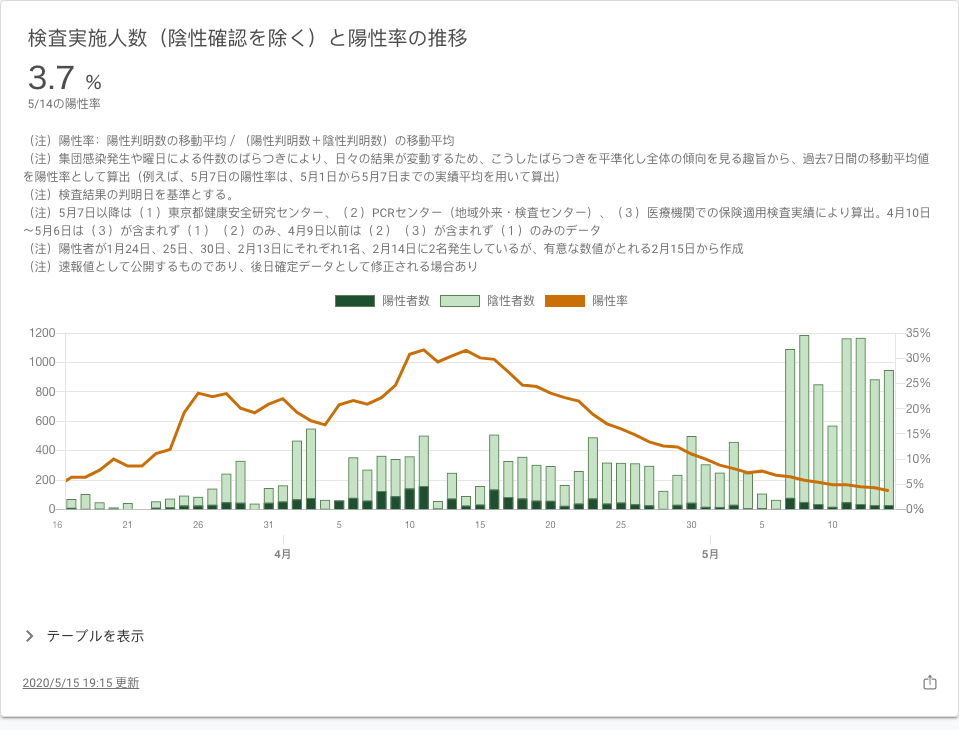 検査実施人数（陰性確認を除く）と陽性率の推移
3.7 %
5/14の陽性率
（注）陽性率：陽性判明数の移動平均 / （陽性判明数＋陰性判明数）の移動平均
（注）集団感染発生や曜日による件数のばらつきにより、日々の結果が変動するため、こうしたばらつきを平準化し全体の傾向を見る趣旨から、過去7日間の移動平均値
を陽性率として算出（例えば、5月7日の陽性率は、5月1日から5月7日までの実績平均を用いて算出）
（注）検査結果の判明日を基準とする。
（注）5月7日以降は（１）東京都健康安全研究センター、（２）PCRセンター（地域外来・検査センター）、（３）医療機関での保険適用検査実績により算出。4月10日
～5月6日は（３）が含まれず（１）（２）のみ、4月9日以前は（２）（３）が含まれず（１）のみのデータ
（注）陽性者が1月24日、25日、30日、2月13日にそれぞれ1名、2月14日に2名発生しているが、有意な数値がとれる2月15日から作成
（注）速報値として公開するものであり、後日確定データとして修正される場合あり
陽性者数 陰性者数 陽性率
1200 35%
1000 30%
800 25%
600 20%
400 15%
200 10%
0 5%
0%
16 21 26 31 5 10 15 20 25 30 5 10
4月 5月
テーブルを表示
2020/5/15 19:15 更新